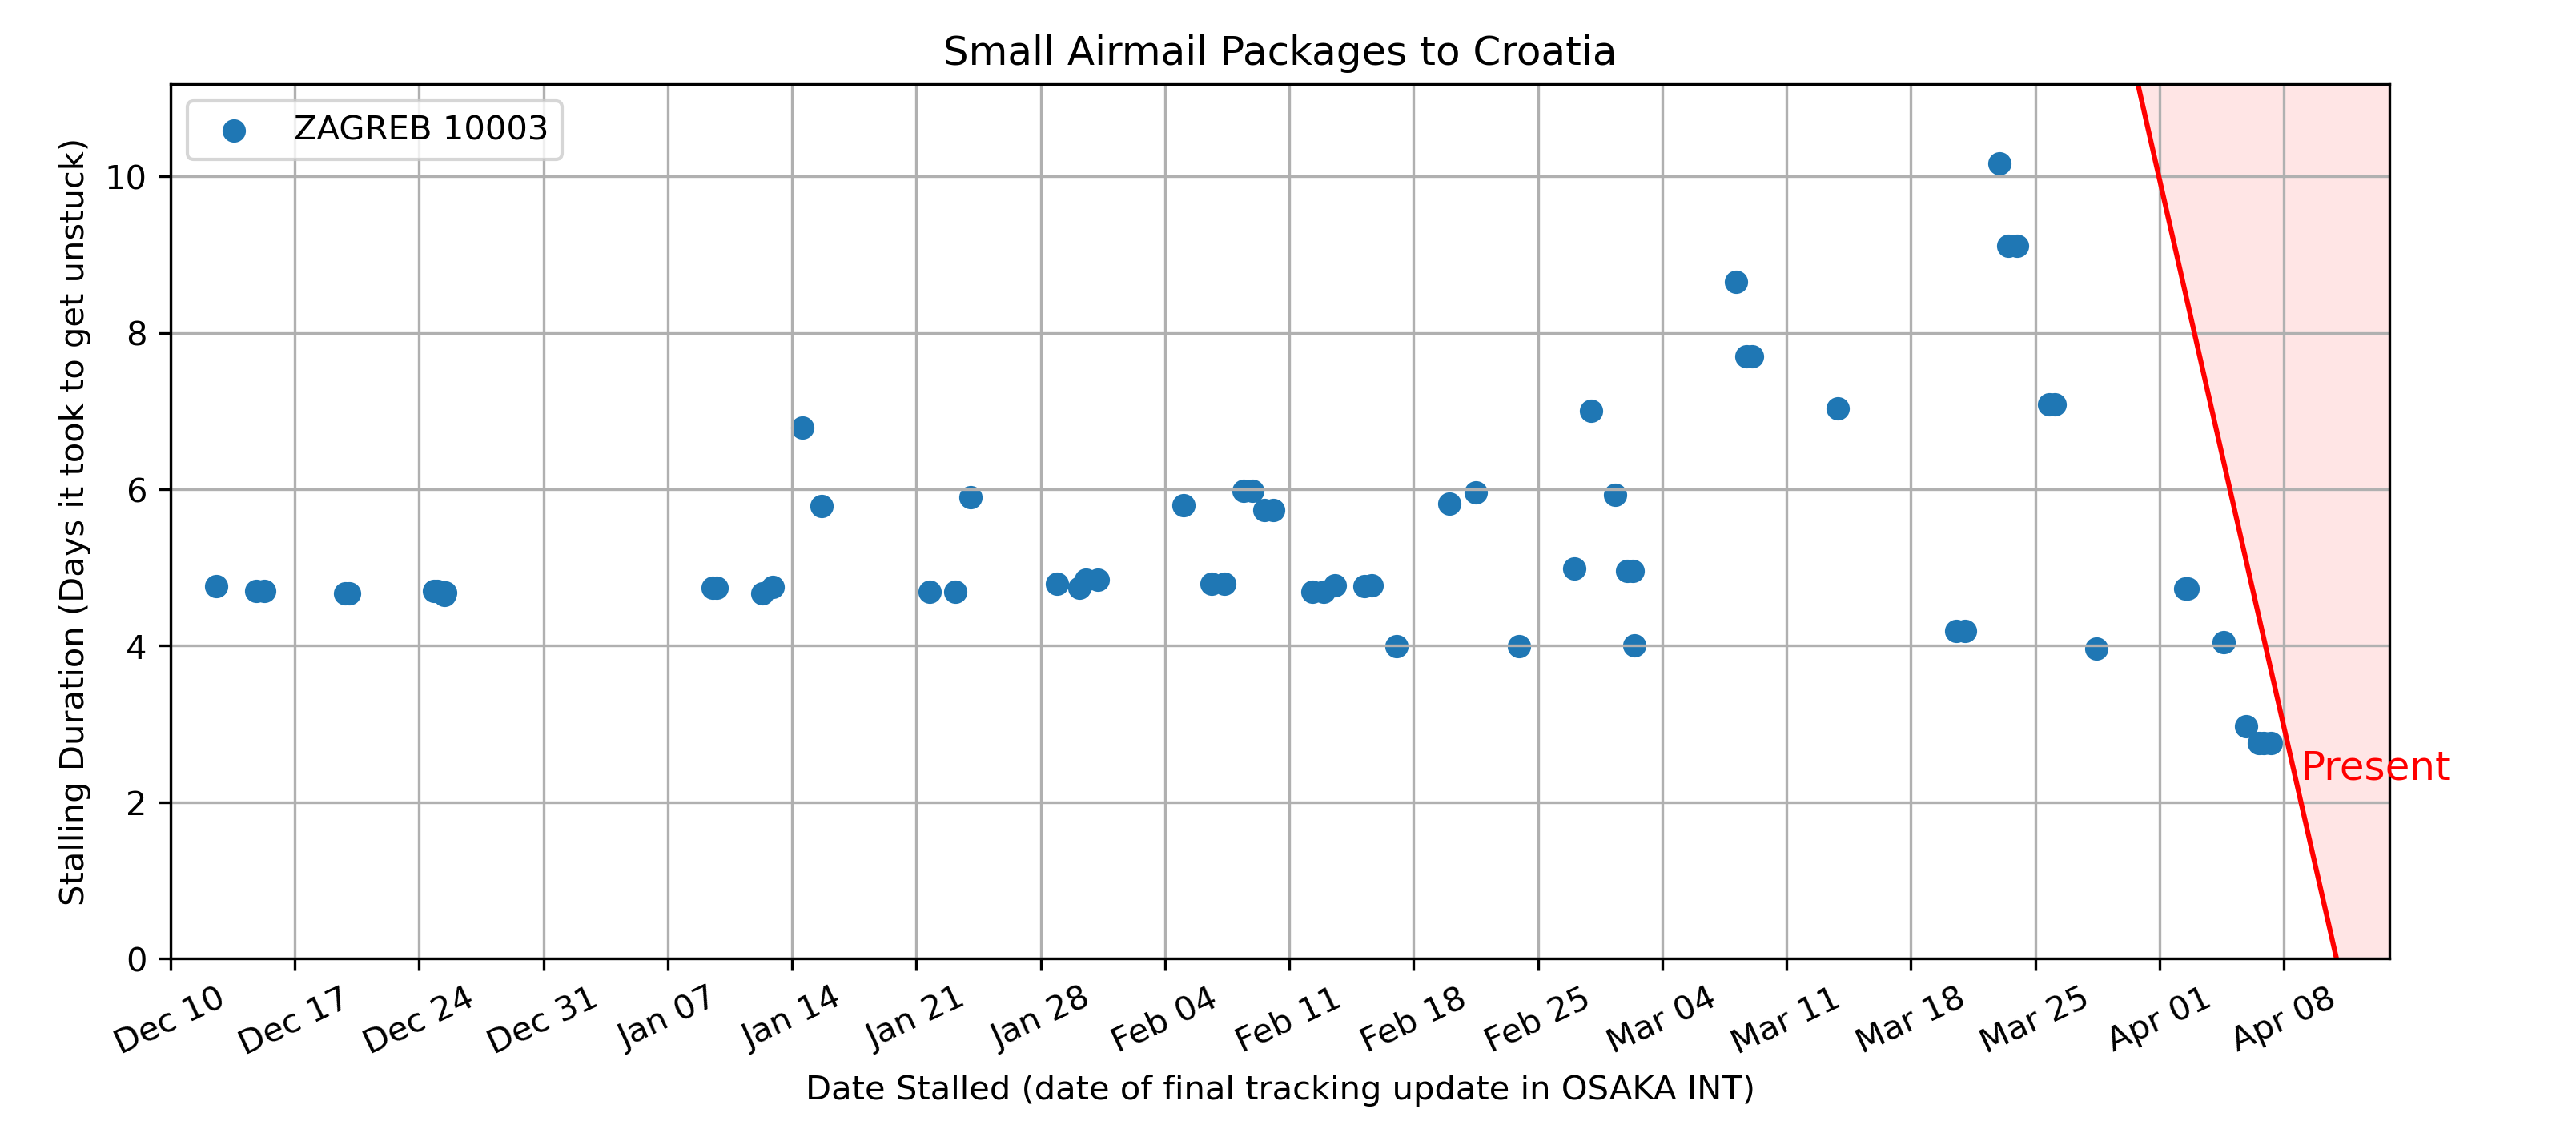 Small Airmail Packages to Croatia
ZAGREB 10003
Stalling Duration (Days it took to get unstuck)
10
8
6
4
2
0
Present
Dec 10
Dec 17
Dec 24
Dec 31
Jan 07
Jan 14
Jan 21
Jan 28
Feb 04
Feb 11
Feb 18
Feb 25
Mar 04
Mar 11
Mar 18
Mar 25
Apr 01
Apr 08
Date Stalled (date of final tracking update in OSAKA INT)